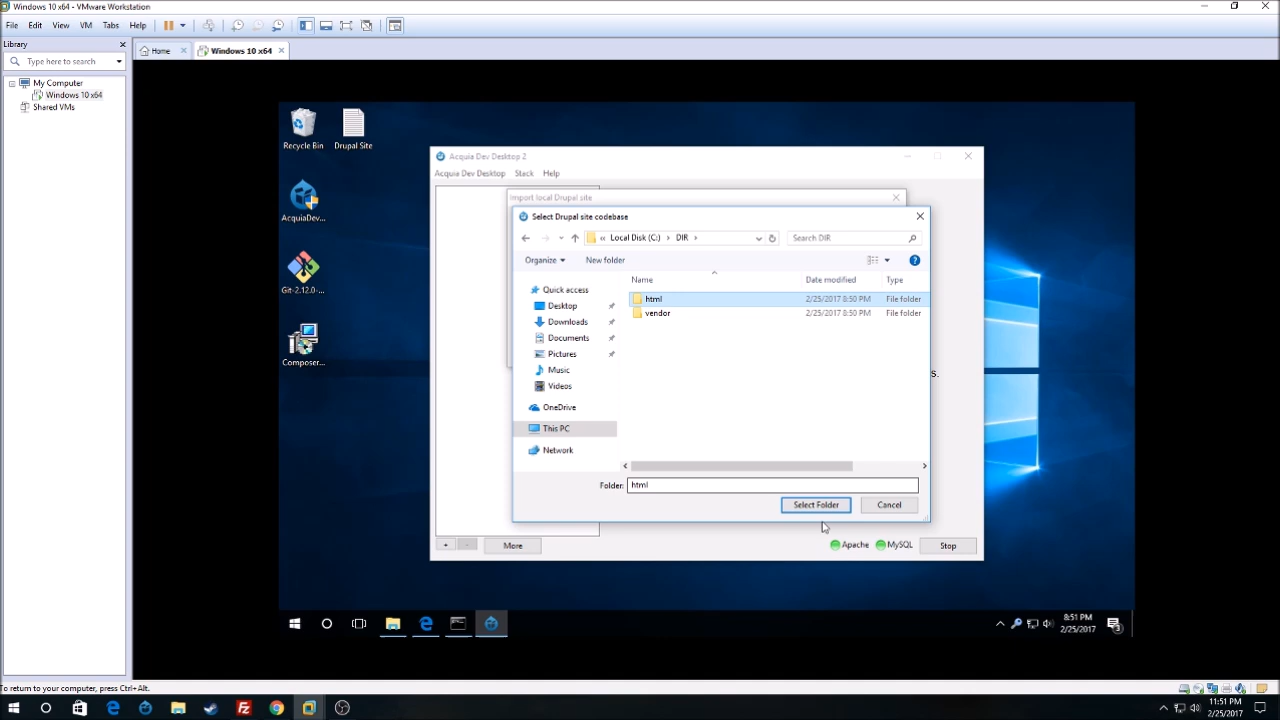 Windows 10 x64 - VMware Workstation
File Edit View VM Tabs Help
Library
Type here to search
My Computer
Windows 10 x64
Shared VMs
Home
Windows 10 x64
Recycle Bin
Drupal Site
AcquiaDev...
Git-2.12.0-...
Composer...
Acquia Dev Desktop 2
Acquia Dev Desktop Stack Help
Import local Drupal site
Select Drupal site codebase
« Local Disk (C:) › DIR ›
Search DIR
Organize
New folder
Name Date modified Type
html 2/25/2017 8:50 PM File folder
vendor 2/25/2017 8:50 PM File folder
Quick access
Desktop
Downloads
Documents
Pictures
Music
Videos
OneDrive
This PC
Network
Folder: html
Select Folder
Cancel
s.
+ -
More
Apache
MySQL
Stop
8:51 PM
2/25/2017
3
To return to your computer, press Ctrl+Alt.
11:51 PM
2/25/2017